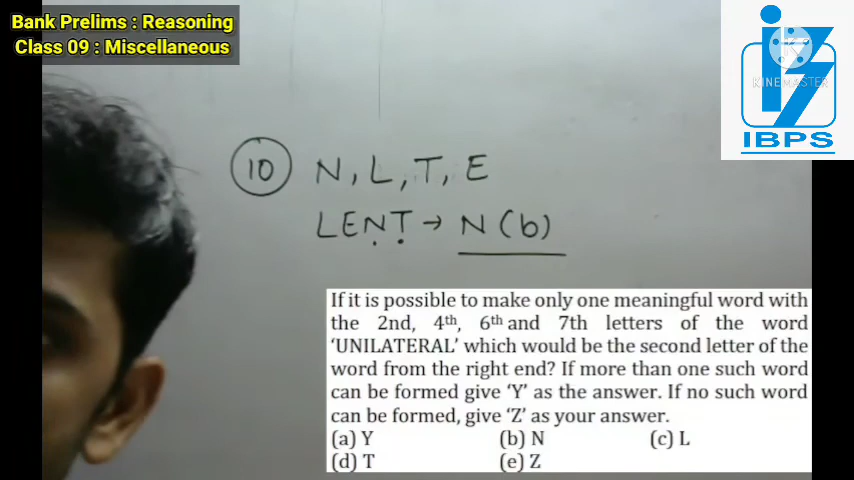 Bank Prelims : Reasoning
Class 09 : Miscellaneous
KINEMASTER
IBPS
10 N, L, T, E
LENT → N (b)
If it is possible to make only one meaningful word with
the 2nd, 4th, 6th and 7th letters of the word
'UNILATERAL' which would be the second letter of the
word from the right end? If more than one such word
can be formed give 'Y' as the answer. If no such word
can be formed, give 'Z' as your answer.
(a) Y (b) N (c) L
(d) T (e) Z